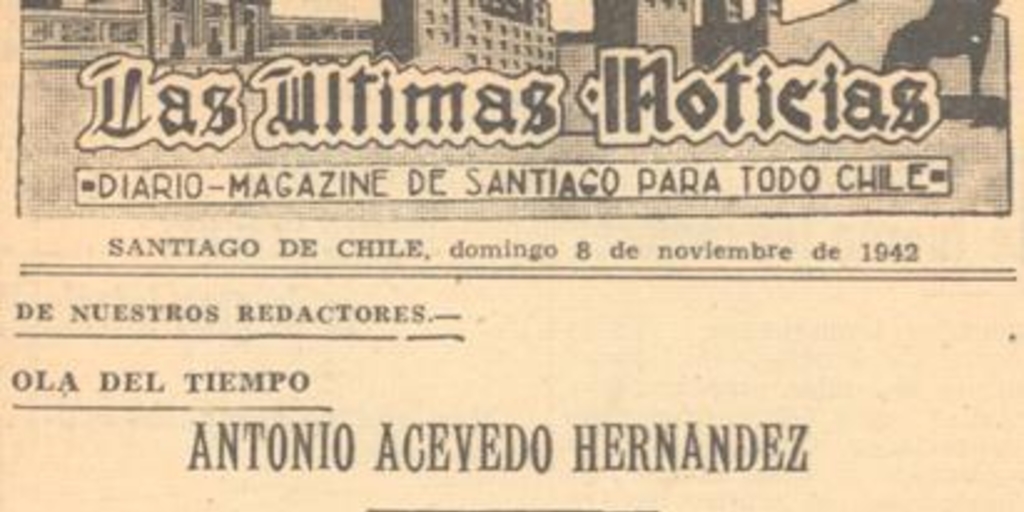 Las Ultimas Noticias
DIARIO-MAGAZINE DE SANTIAGO PARA TODO CHILE
SANTIAGO DE CHILE, domingo 8 de noviembre de 1942
DE NUESTROS REDACTORES.—
OLA DEL TIEMPO
ANTONIO ACEVEDO HERNANDEZ